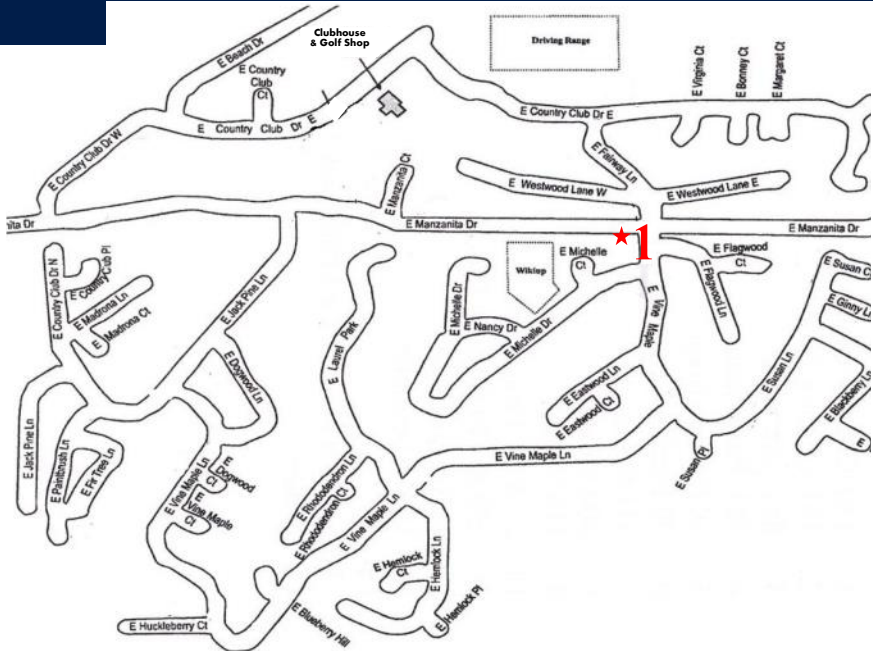 Clubhouse
& Golf Shop
Driving Range
E Beach Dr
E Country
Club
Ct
E Country Club Dr E
E Country Club Dr E
E Virginia Ct
E Bonney Ct
E Margaret Ct
E Country Club Dr W
E Fairway Ln
E Manzanita Ct
E Westwood Lane W
E Westwood Lane E
nita Dr
E Manzanita Dr
E Manzanita Dr
1
E Michelle
Ct
E Flagwood
Ct
E Flagwood Ln
Wikiup
E Country Club Dr N
E Country Club Pl
E Madrona Ln
E Madrona Ct
E Jack Pine Ln
E Laurel Park
E Michelle Dr
E Nancy Dr
E Michelle Dr
E Vine Maple
E Susan C
E Ginny Ln
E Susan Ln
E Blackberry Ln
E
E Dogwood Ln
E Eastwood Ln
E Eastwood Ct
E Susan Pl
E Jack Pine Ln
E Paintbrush Ln
E Fir Tree Ln
E Vine Maple Ln
E
Dogwood
Ct
E
Vine Maple
Ct
E Rhododendron Ln
E Rhododendron Ct
E Vine Maple Ln
E Vine Maple Ln
E Hemlock
Ct
E Hemlock Ln
E Hemlock Pl
E Huckleberry Ct
E Blueberry Hill